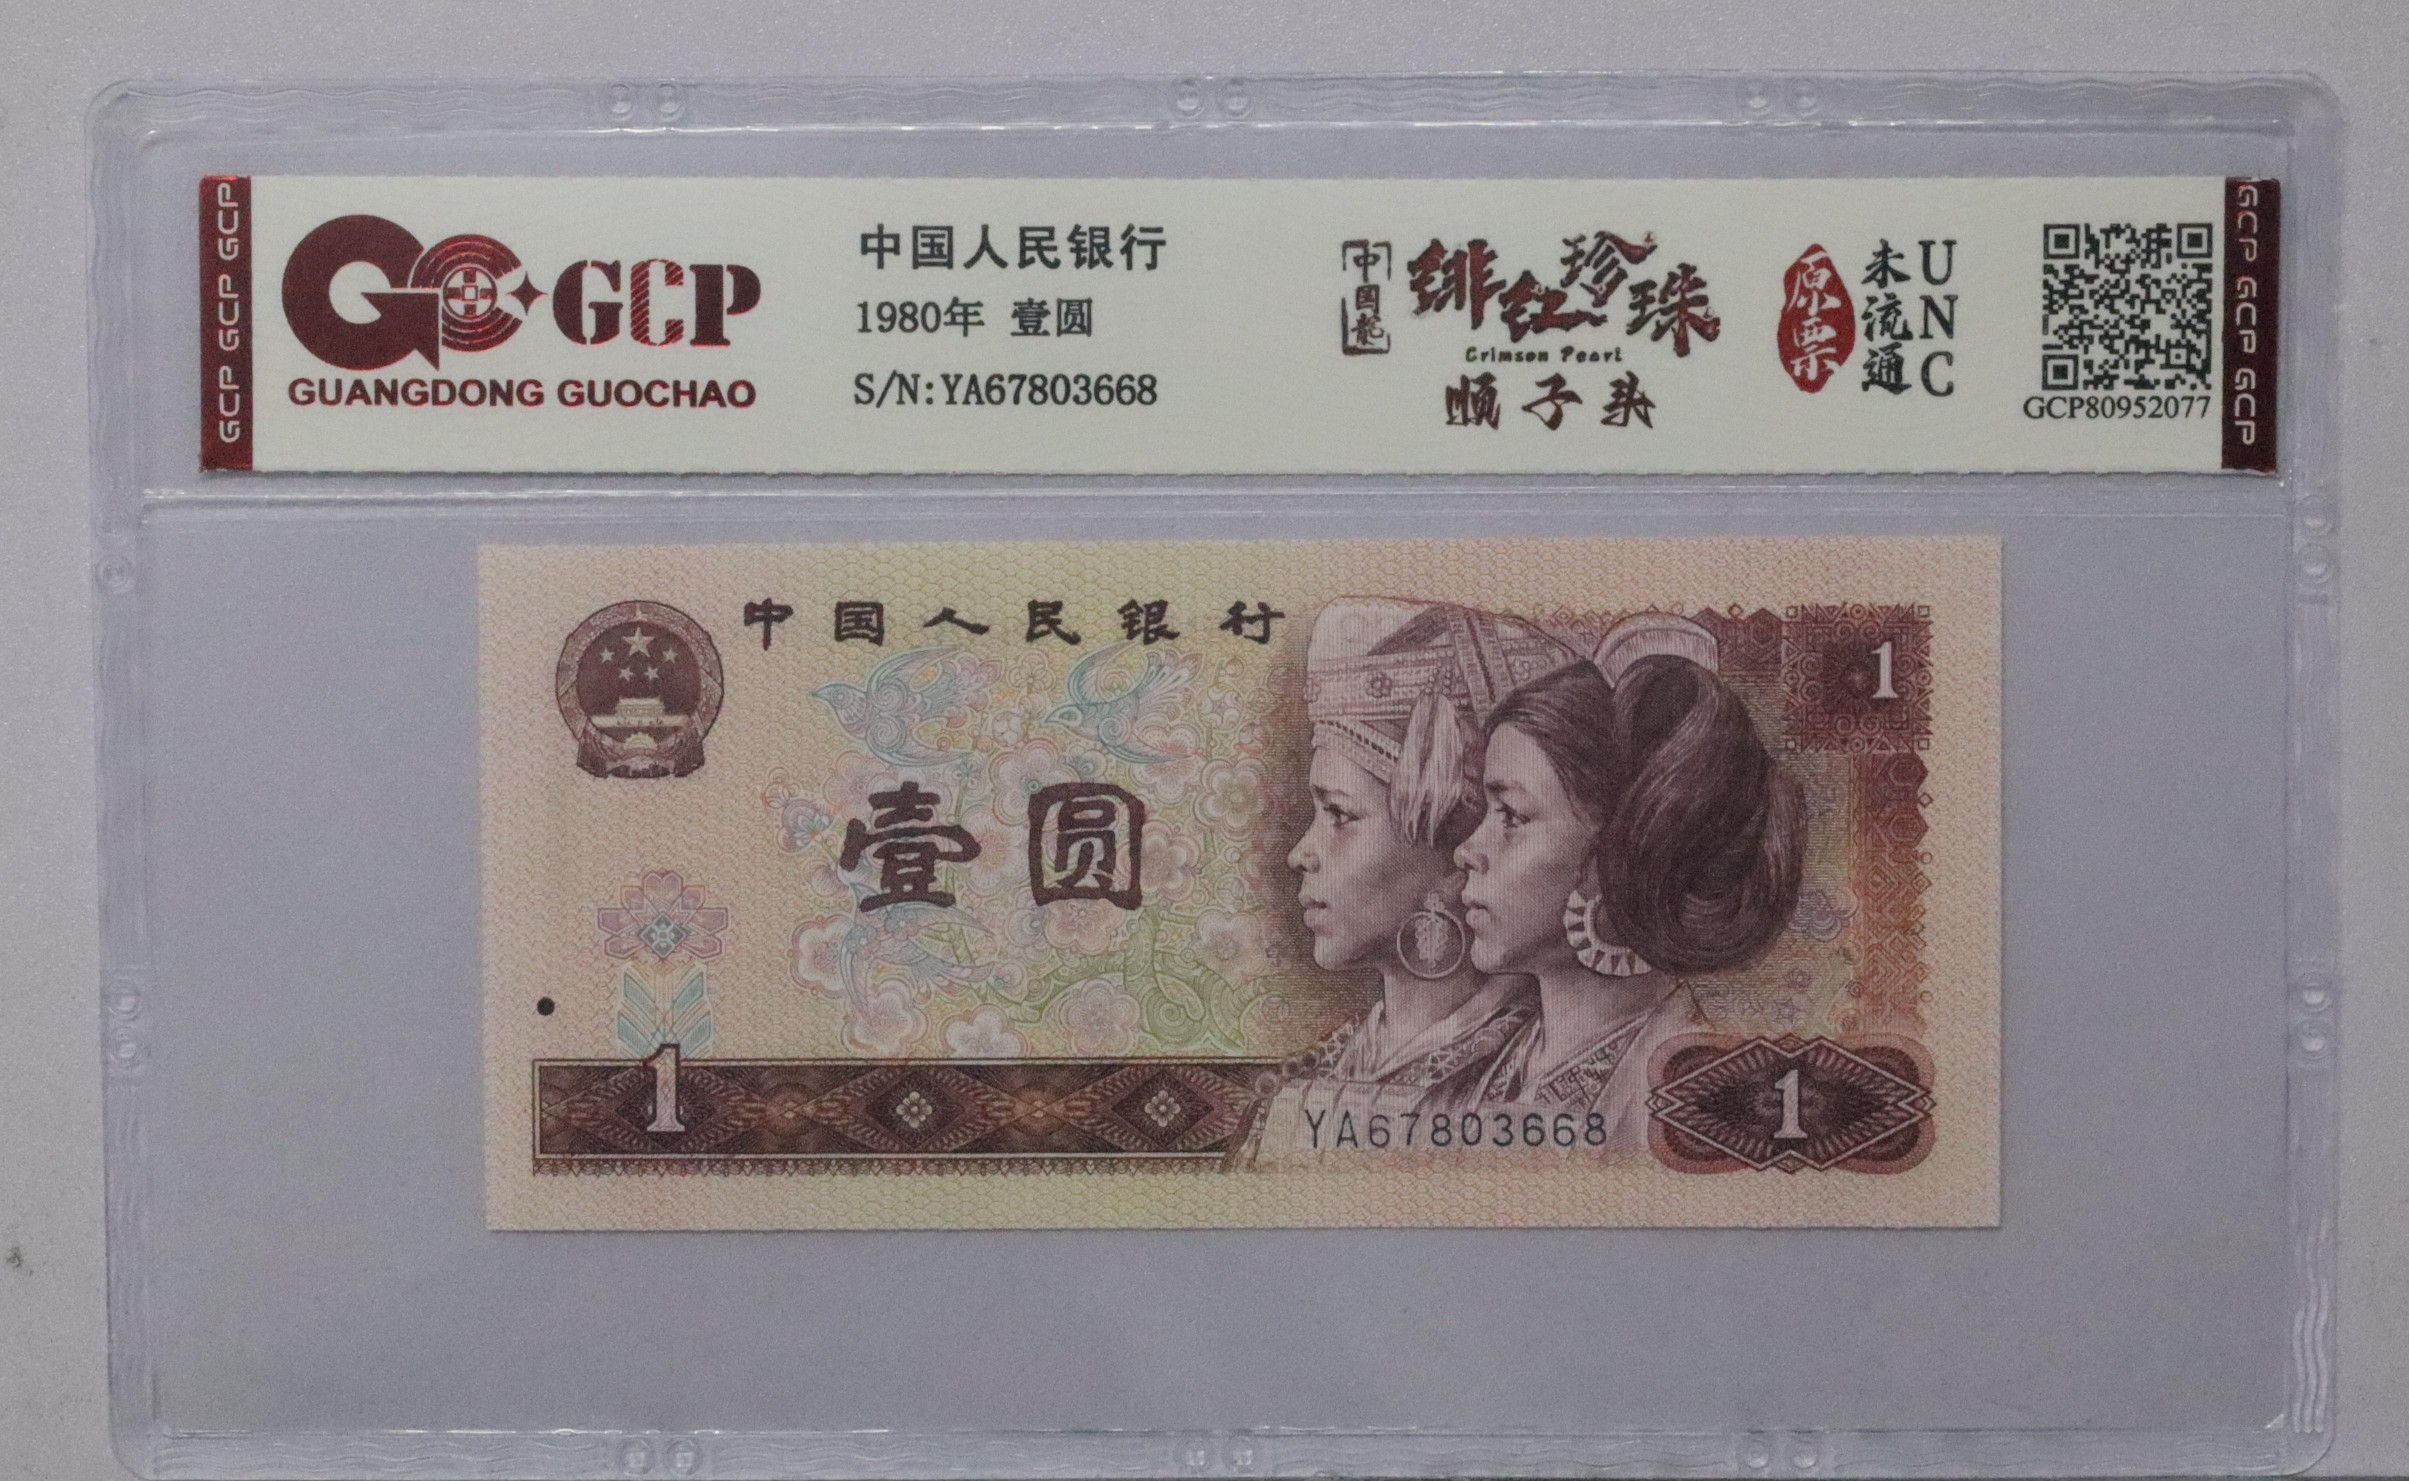 GCP GCP GCP
GCP
GUANGDONG GUOCHAO
中国人民银行
1980年 壹圆
S/N:YA67803668
中国龍
绯红珍珠
Crimson Pearl
顺子头
原票
未流通
UNC
GCP80952077
GCP GCP GCP
中国人民银行
1
壹圆
1
YA67803668
1